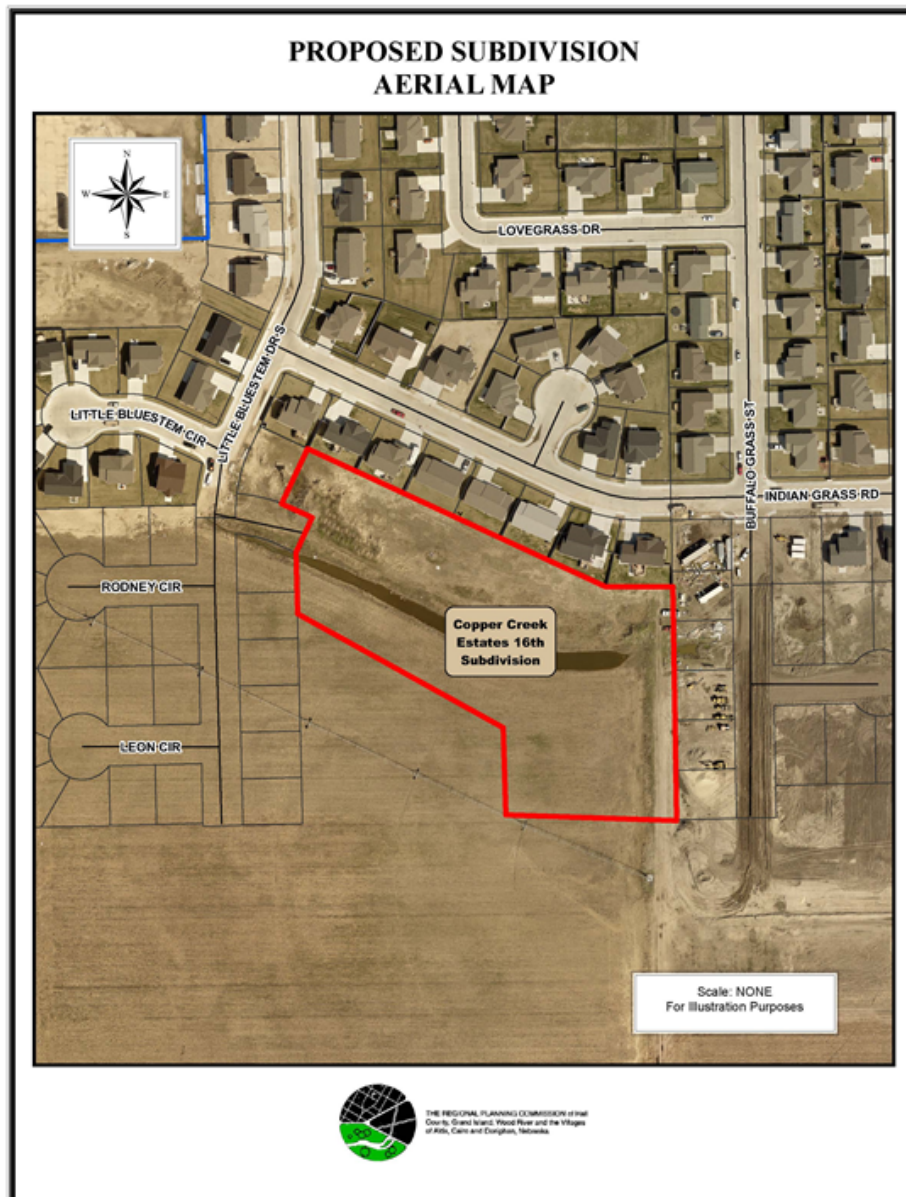 PROPOSED SUBDIVISION
AERIAL MAP
N
W
E
S
LOVEGRASS DR
LITTLE BLUESTEM DR S
LITTLE BLUESTEM CIR
BUFFALO GRASS ST
INDIAN GRASS RD
RODNEY CIR
Copper Creek
Estates 16th
Subdivision
LEON CIR
Scale: NONE
For Illustration Purposes
THE REGIONAL PLANNING COMMISSION of Hall
County, Grand Island, Wood River and the Villages
of Alda, Cairo and Doniphan, Nebraska.